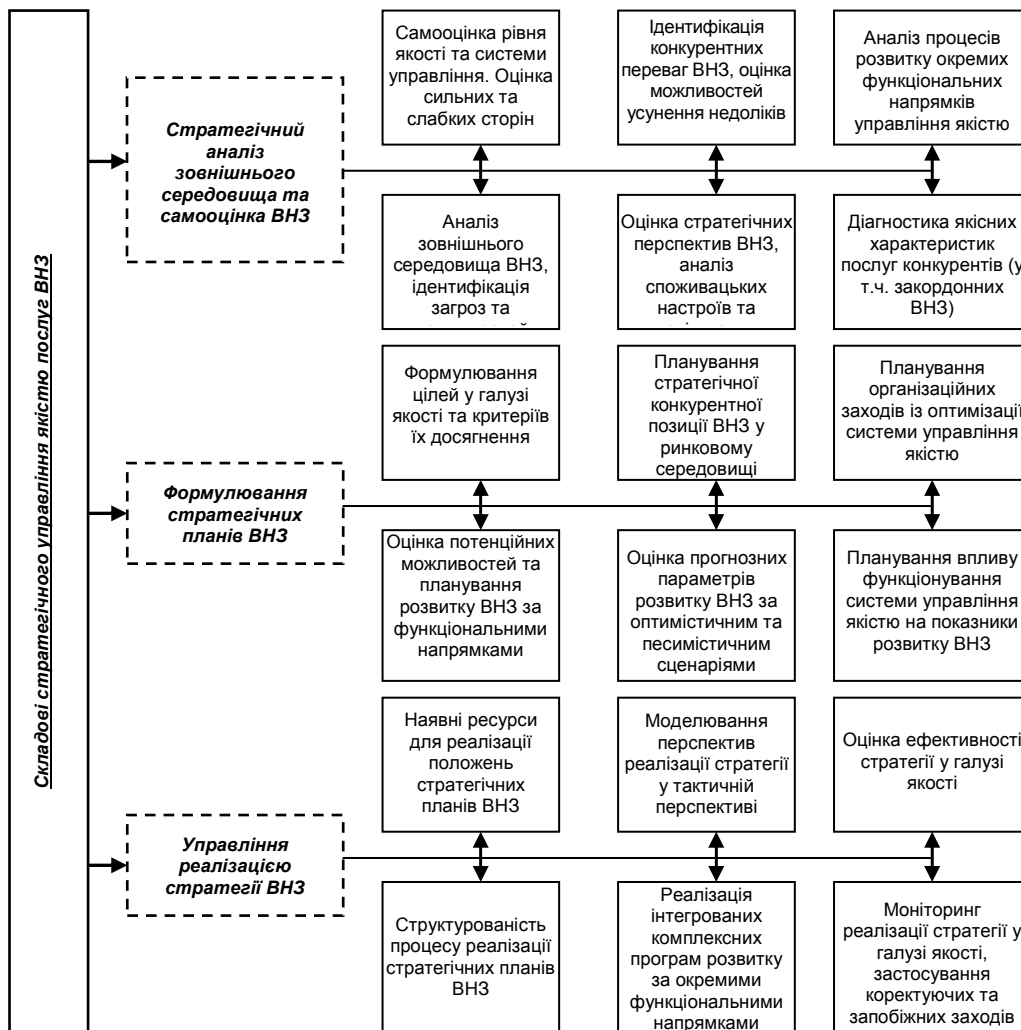 Складові стратегічного управління якістю послуг ВНЗ
Стратегічний
аналіз
зовнішнього
середовища та
самооцінка ВНЗ
Самооцінка рівня
якості та системи
управління. Оцінка
сильних та
слабких сторін
Ідентифікація
конкурентних
переваг ВНЗ, оцінка
можливостей
усунення недоліків
Аналіз процесів
розвитку окремих
функціональних
напрямків
управління якістю
Аналіз
зовнішнього
середовища ВНЗ,
ідентифікація
загроз та
Оцінка стратегічних
перспектив ВНЗ,
аналіз
споживацьких
настроїв та
Діагностика якісних
характеристик
послуг конкурентів (у
т.ч. закордонних
ВНЗ)
Формулювання
стратегічних
планів ВНЗ
Формулювання
цілей у галузі
якості та критеріїв
їх досягнення
Планування
стратегічної
конкурентної
позиції ВНЗ у
ринковому
середовищі
Планування
організаційних
заходів із оптимізації
системи управління
якістю
Оцінка потенційних
можливостей та
планування
розвитку ВНЗ за
функціональними
напрямками
Оцінка прогнозних
параметрів
розвитку ВНЗ за
оптимістичним та
песимістичним
сценаріями
Планування впливу
функціонування
системи управління
якістю на показники
розвитку ВНЗ
Управління
реалізацією
стратегії ВНЗ
Наявні ресурси
для реалізації
положень
стратегічних
планів ВНЗ
Моделювання
перспектив
реалізації стратегії
у тактичній
перспективі
Оцінка ефективності
стратегії у галузі
якості
Структурованість
процесу реалізації
стратегічних планів
ВНЗ
Реалізація
інтегрованих
комплексних
програм розвитку
за окремими
функціональними
напрямками
Моніторинг
реалізації стратегії у
галузі якості,
застосування
коректуючих та
запобіжних заходів